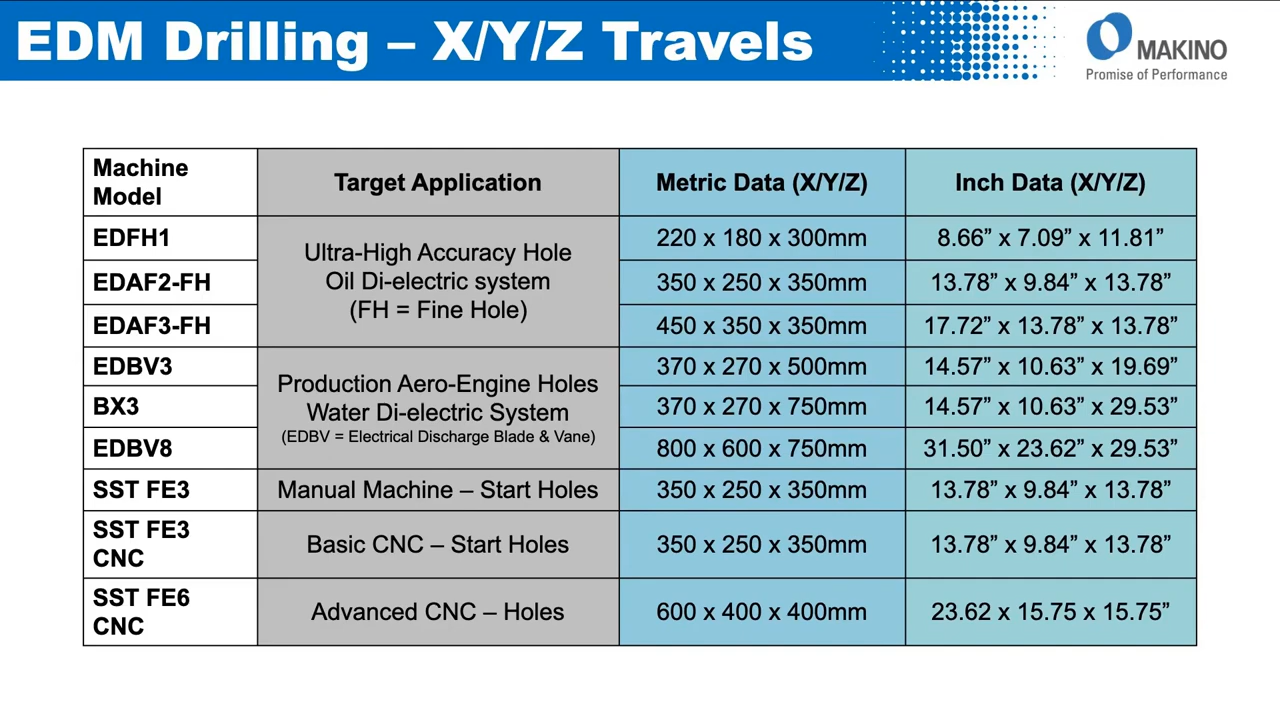 EDM Drilling – X/Y/Z Travels
MAKINO
Promise of Performance
Machine
Model
Target Application
Metric Data (X/Y/Z)
Inch Data (X/Y/Z)
EDFH1
Ultra-High Accuracy Hole
Oil Di-electric system
(FH = Fine Hole)
220 x 180 x 300mm
8.66” x 7.09” x 11.81”
EDAF2-FH
350 x 250 x 350mm
13.78” x 9.84” x 13.78”
EDAF3-FH
450 x 350 x 350mm
17.72” x 13.78” x 13.78”
EDBV3
Production Aero-Engine Holes
Water Di-electric System
(EDBV = Electrical Discharge Blade & Vane)
370 x 270 x 500mm
14.57” x 10.63” x 19.69”
BX3
370 x 270 x 750mm
14.57” x 10.63” x 29.53”
EDBV8
800 x 600 x 750mm
31.50” x 23.62” x 29.53”
SST FE3
Manual Machine – Start Holes
350 x 250 x 350mm
13.78” x 9.84” x 13.78”
SST FE3
CNC
Basic CNC – Start Holes
350 x 250 x 350mm
13.78” x 9.84” x 13.78”
SST FE6
CNC
Advanced CNC – Holes
600 x 400 x 400mm
23.62 x 15.75 x 15.75”